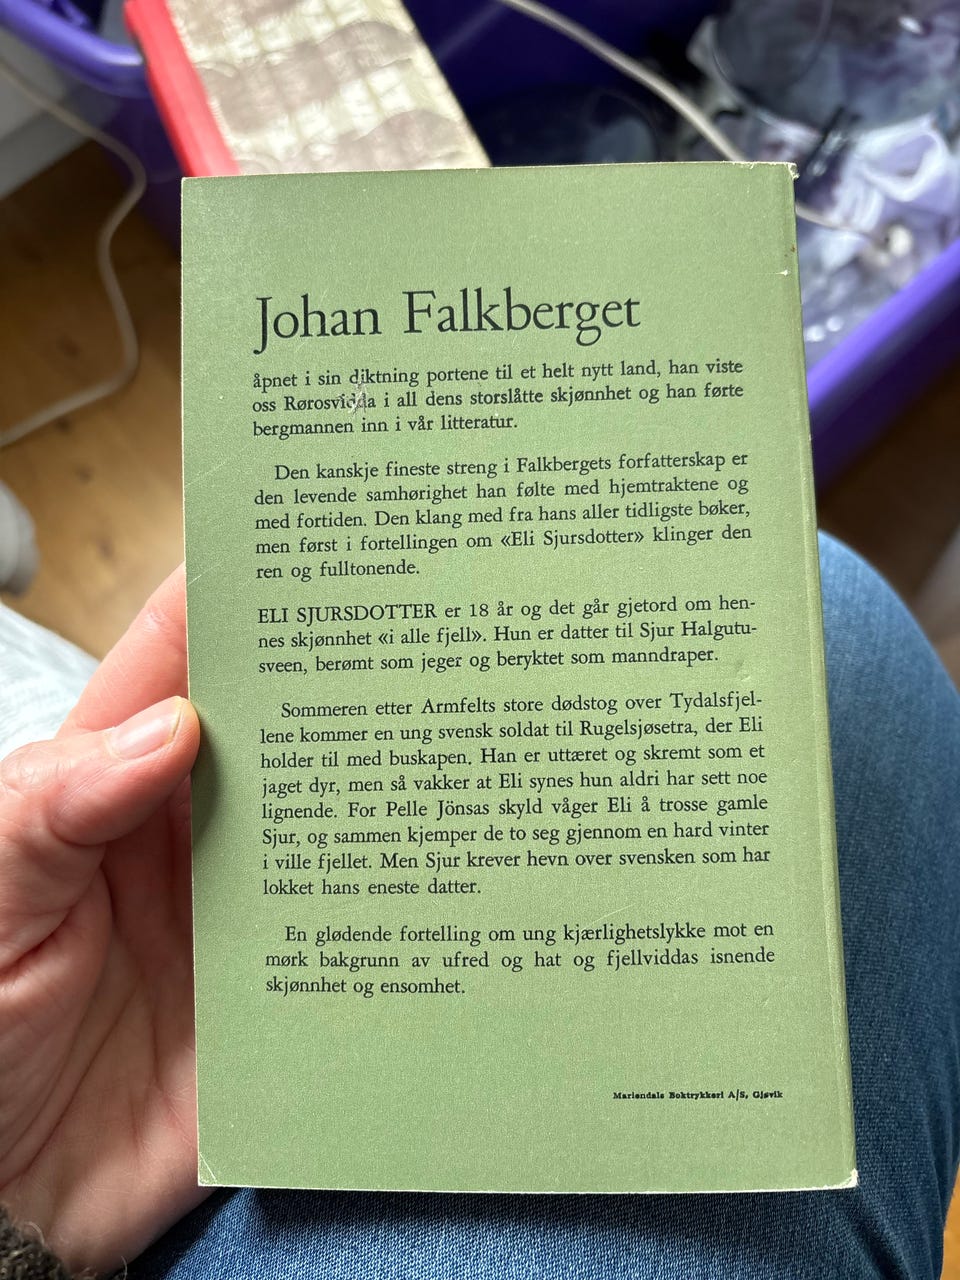 Johan Falkberget
åpnet i sin diktning portene til et helt nytt land, han viste
oss Rørosvidda i all dens storslåtte skjønnhet og han førte
bergmannen inn i vår litteratur.
Den kanskje fineste streng i Falkbergets forfatterskap er
den levende samhørighet han følte med hjemtraktene og
med fortiden. Den klang med fra hans aller tidligste bøker,
men først i fortellingen om «Eli Sjursdotter» klinger den
ren og fulltonende.
ELI SJURSDOTTER er 18 år og det går gjetord om hen-
nes skjønnhet «i alle fjell». Hun er datter til Sjur Halgutu-
sveen, berømt som jeger og beryktet som manndraper.
Sommeren etter Armfelts store dødstog over Tydalsfjel-
lene kommer en ung svensk soldat til Rugelsjøsetra, der Eli
holder til med buskapen. Han er uttæret og skremt som et
jaget dyr, men så vakker at Eli synes hun aldri har sett noe
lignende. For Pelle Jönsas skyld våger Eli å trosse gamle
Sjur, og sammen kjemper de to seg gjennom en hard vinter
i ville fjellet. Men Sjur krever hevn over svensken som har
lokket hans eneste datter.
En glødende fortelling om ung kjærlighetslykke mot en
mørk bakgrunn av ufred og hat og fjellviddas isnende
skjønnhet og ensomhet.
Mariendals Boktrykkeri A/S, Gjøvik